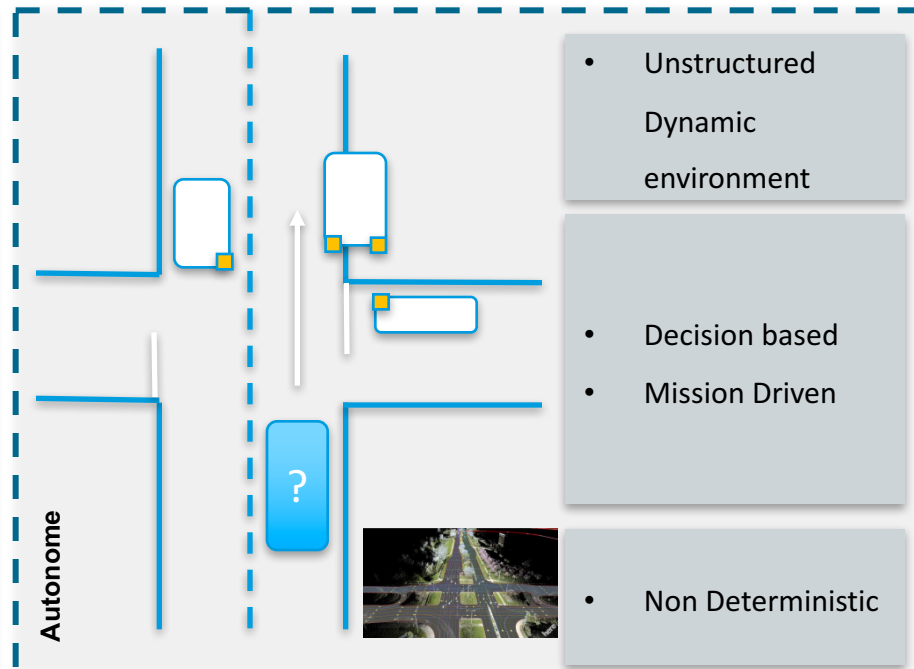 • Unstructured
Dynamic
environment
• Decision based
• Mission Driven
?
Autonome
• Non Deterministic